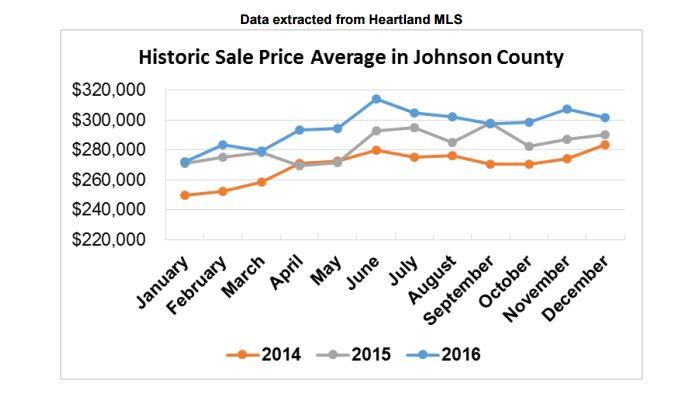 Data extracted from Heartland MLS
Historic Sale Price Average in Johnson County
$320,000
$300,000
$280,000
$260,000
$240,000
$220,000
January
February
March
April
May
June
July
August
September
October
November
December
2014
2015
2016